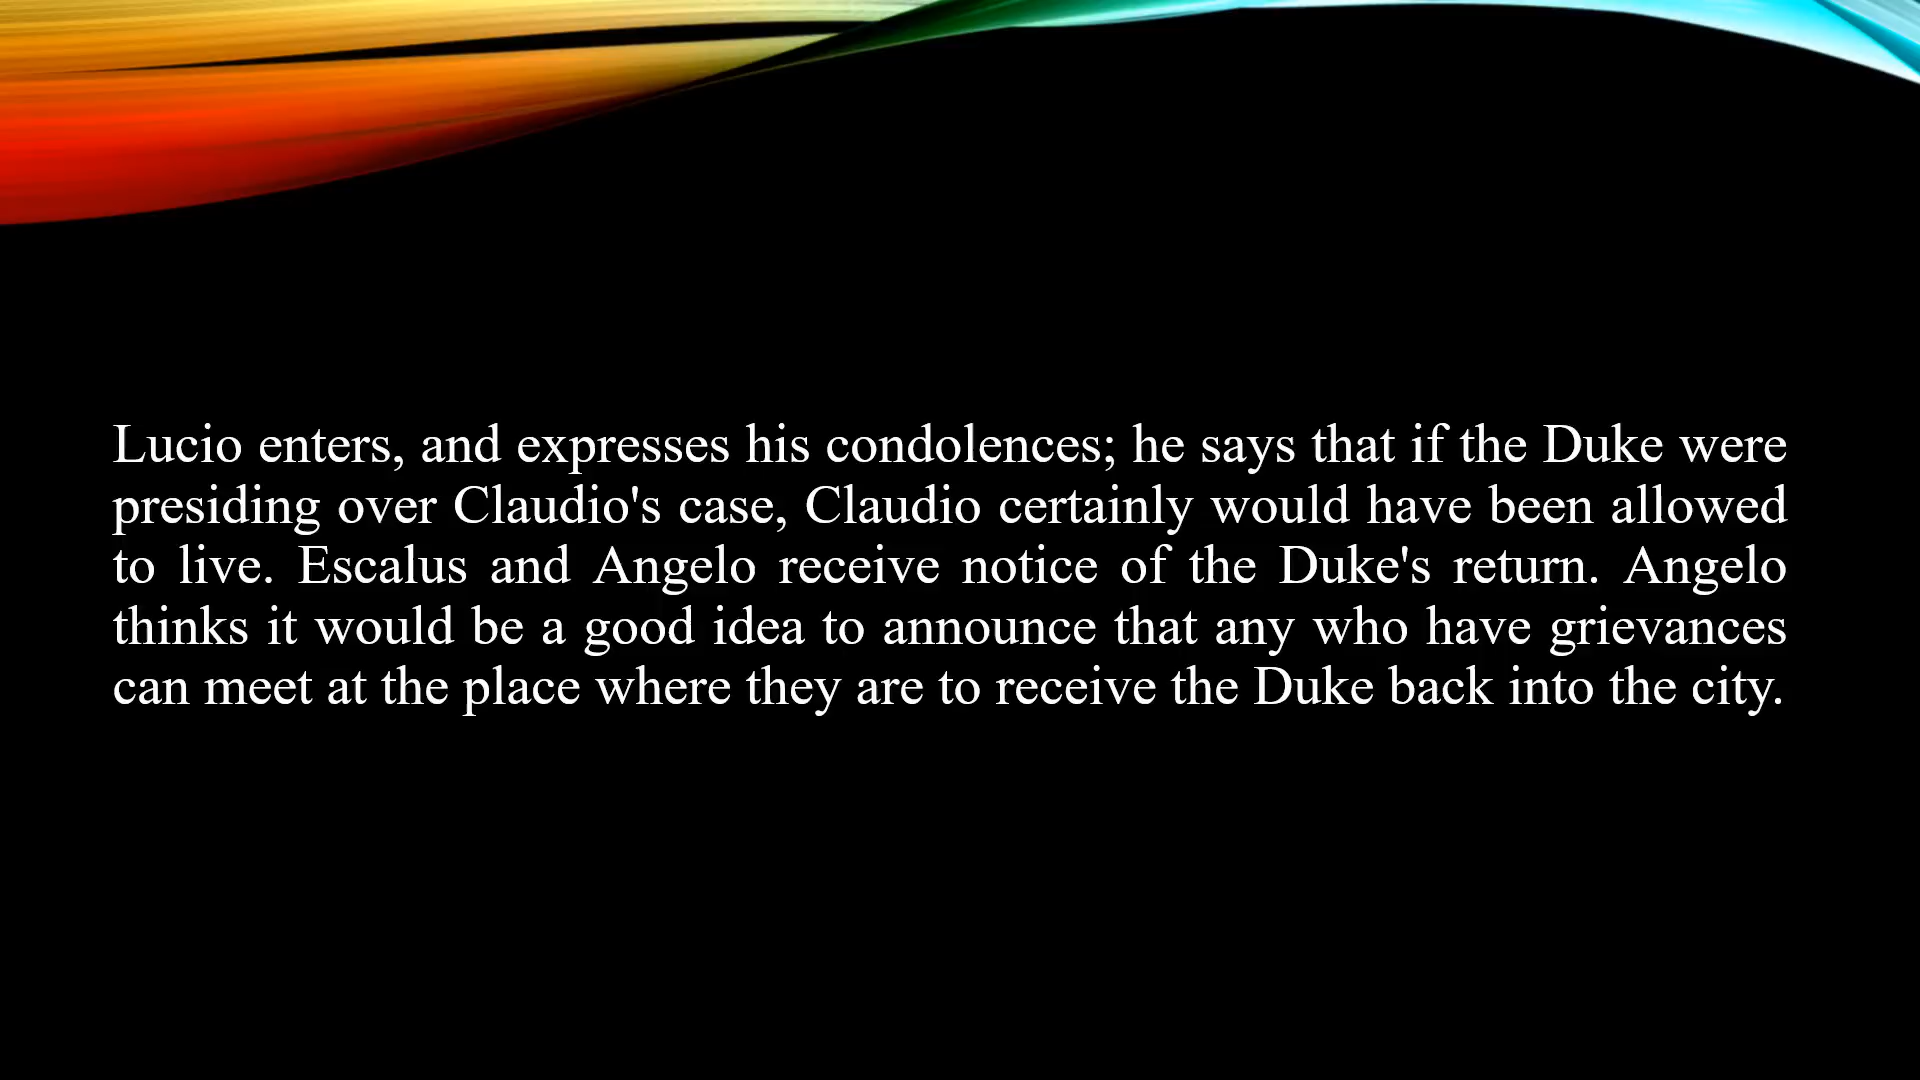 Lucio enters, and expresses his condolences; he says that if the Duke were
presiding over Claudio's case, Claudio certainly would have been allowed
to live. Escalus and Angelo receive notice of the Duke's return. Angelo
thinks it would be a good idea to announce that any who have grievances
can meet at the place where they are to receive the Duke back into the city.